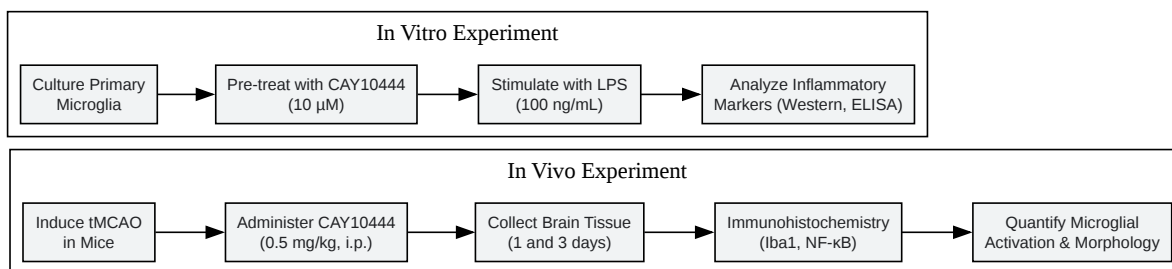 In Vitro Experiment
Culture Primary
Microglia
Pre-treat with CAY10444
(10 µM)
Stimulate with LPS
(100 ng/mL)
Analyze Inflammatory
Markers (Western, ELISA)
In Vivo Experiment
Induce tMCAO
in Mice
Administer CAY10444
(0.5 mg/kg, i.p.)
Collect Brain Tissue
(1 and 3 days)
Immunohistochemistry
(Iba1, NF-κB)
Quantify Microglial
Activation & Morphology